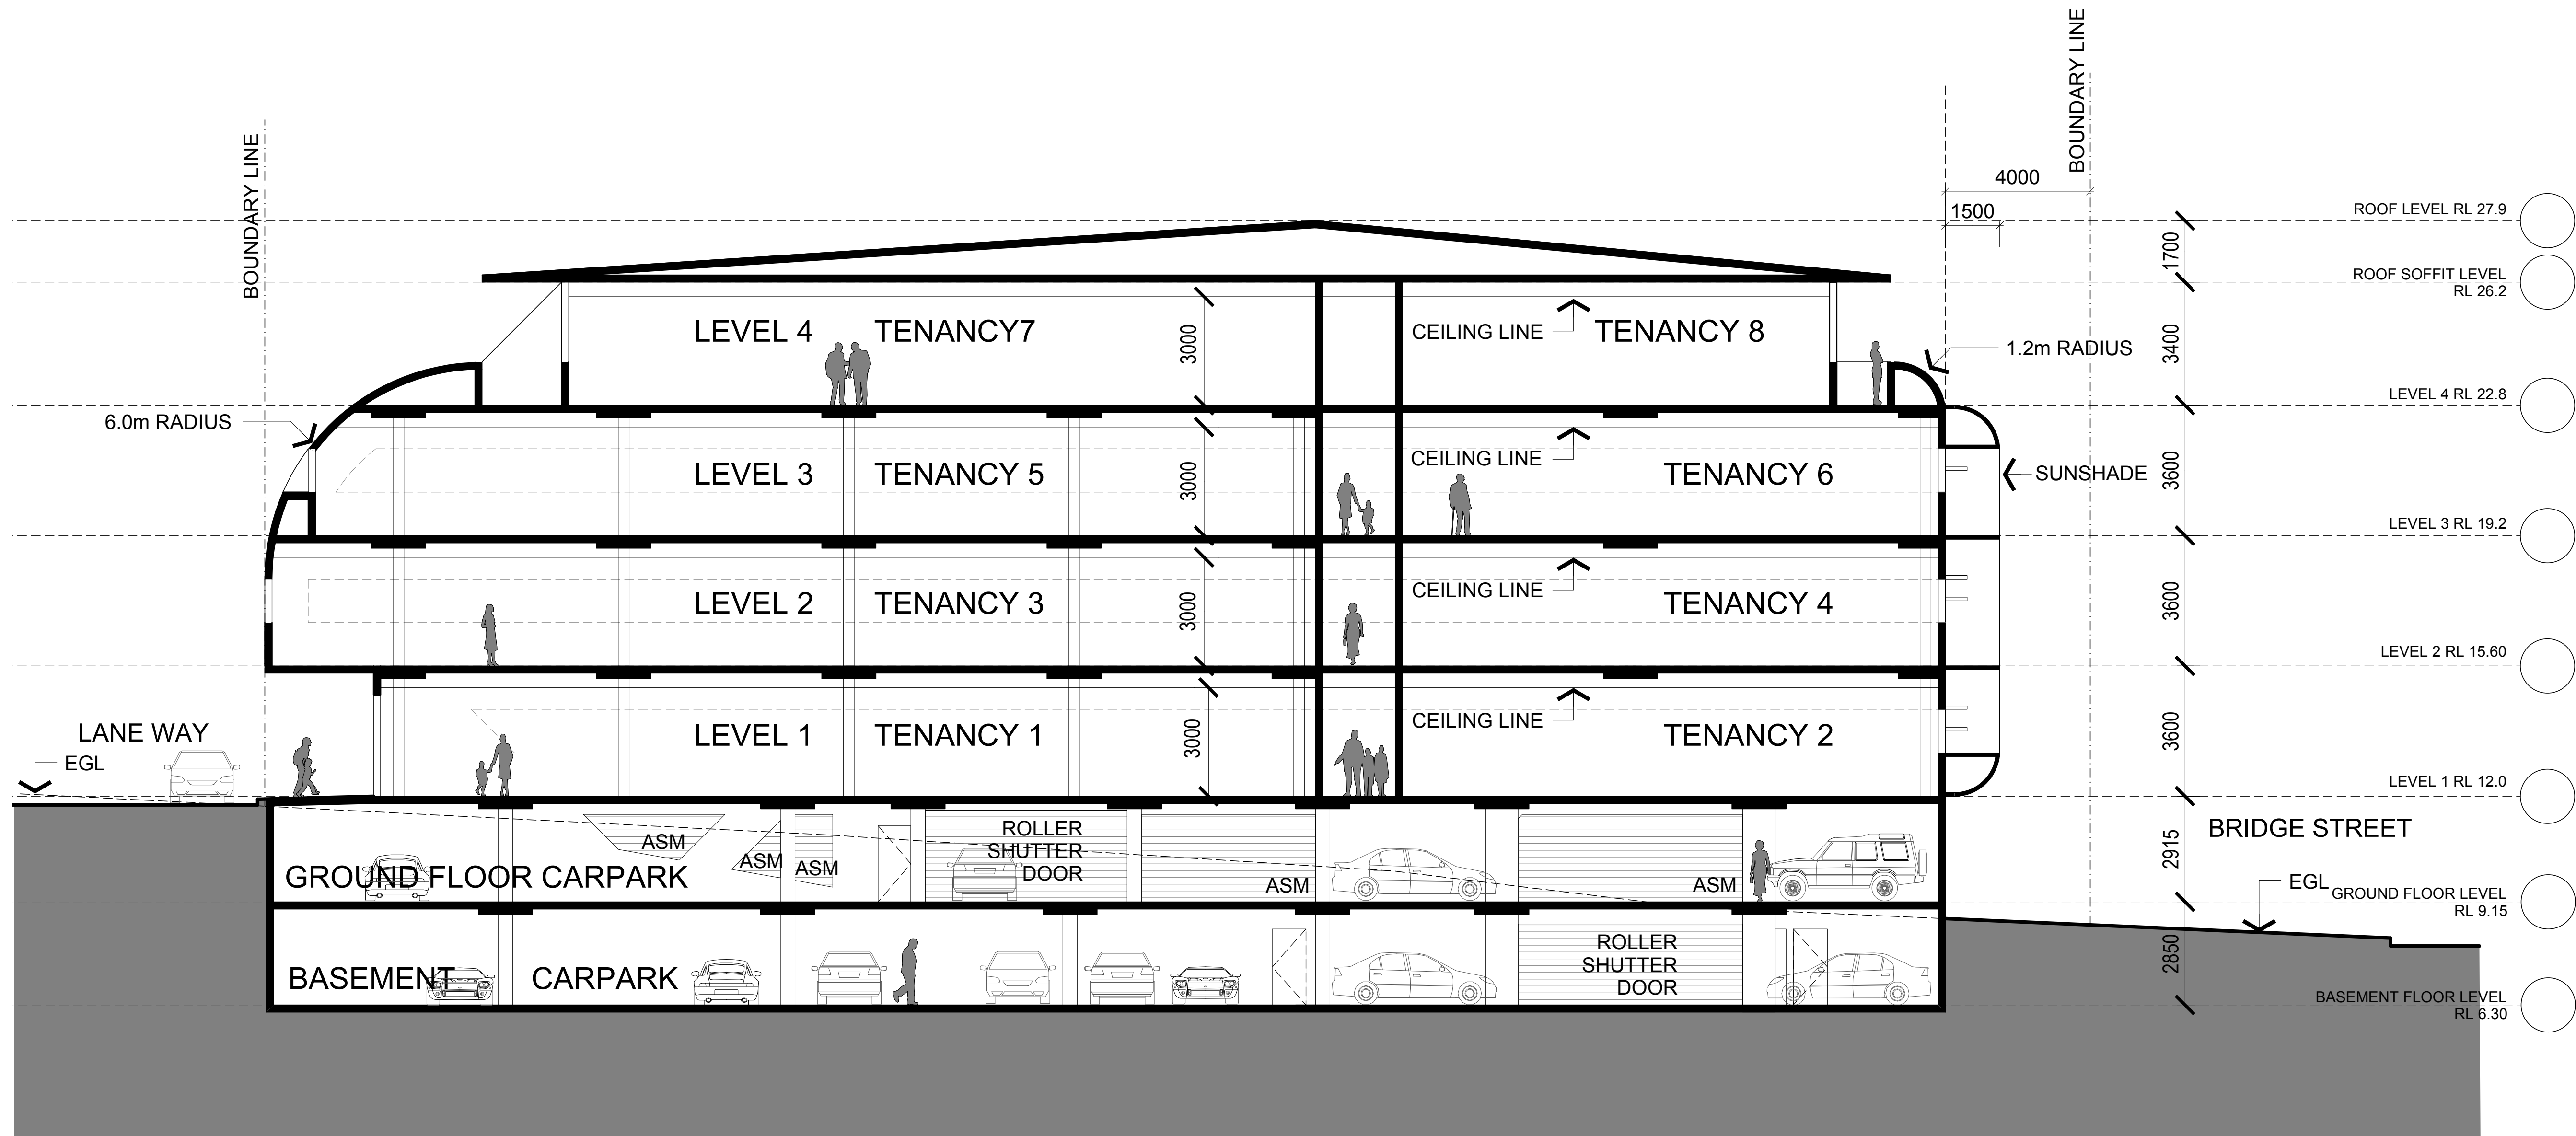 BOUNDARY LINE
BOUNDARY LINE
4000
1500
ROOF LEVEL RL 27.9
1700
ROOF SOFFIT LEVEL
RL 26.2
LEVEL 4
TENANCY7
3000
CEILING LINE
TENANCY 8
1.2m RADIUS
3400
LEVEL 4 RL 22.8
6.0m RADIUS
LEVEL 3
TENANCY 5
3000
CEILING LINE
TENANCY 6
SUNSHADE
3600
LEVEL 3 RL 19.2
LEVEL 2
TENANCY 3
3000
CEILING LINE
TENANCY 4
3600
LEVEL 2 RL 15.60
LANE WAY
EGL
LEVEL 1
TENANCY 1
3000
CEILING LINE
TENANCY 2
3600
LEVEL 1 RL 12.0
GROUND FLOOR CARPARK
ASM
ASM
ASM
ROLLER
SHUTTER
DOOR
ASM
ASM
2915
BRIDGE STREET
EGL
GROUND FLOOR LEVEL
RL 9.15
BASEMENT
CARPARK
ROLLER
SHUTTER
DOOR
2850
BASEMENT FLOOR LEVEL
RL 6.30